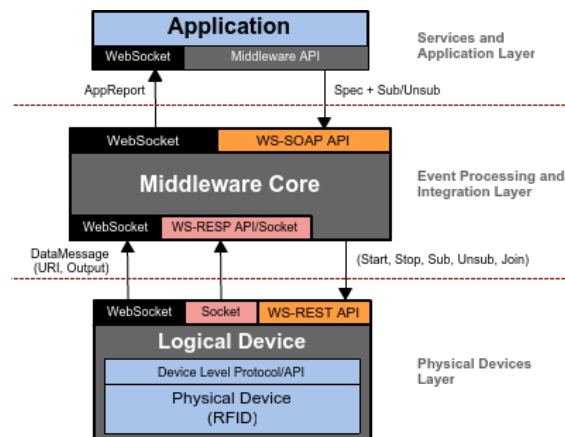 Application
WebSocket
Middleware API
Services and
Application Layer
AppReport
Spec + Sub/Unsub
WebSocket
WS-SOAP API
Middleware Core
Event Processing and
Integration Layer
WebSocket
WS-RESP API/Socket
DataMessage
(URI, Output)
(Start, Stop, Sub, Unsub, Join)
WebSocket
Socket
WS-REST API
Logical Device
Device Level Protocol/API
Physical Device
(RFID)
Physical Devices
Layer